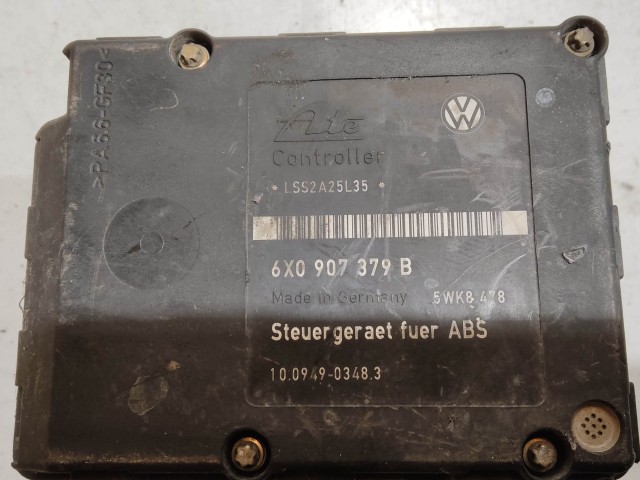 >PA66-GF30<
Ate
Controller
• LSS2A25L35 •
6X0 907 379 B
Made in Germany 5WK8 478
Steuergeraet fuer ABS
10.0949-0348.3